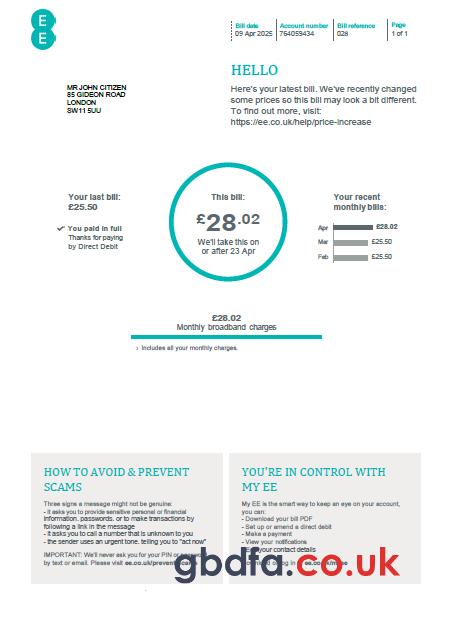 EE
Bill date
09 Apr 2025
Account number
764059434
Bill reference
028
Page
1 of 1
HELLO
Here's your latest bill. We've recently changed
some prices so this bill may look a bit different.
To find out more, visit:
https://ee.co.uk/help/price-increase
MR JOHN CITIZEN
85 GIDEON ROAD
LONDON
SW11 5UU
Your last bill:
£25.50
You paid in full
Thanks for paying
by Direct Debit
This bill:
£28.02
We'll take this on
or after 23 Apr
Your recent
monthly bills:
Apr £28.02
Mar £25.50
Feb £25.50
£28.02
Monthly broadband charges
› Includes all your monthly charges.
HOW TO AVOID & PREVENT
SCAMS
Three signs a message might not be genuine:
- it asks you to provide sensitive personal or financial
information, passwords, or to make transactions by
following a link in the message
- it asks you to call a number that is unknown to you
- the sender uses an urgent tone, telling you to "act now"
IMPORTANT: We'll never ask you for your PIN or
by text or email. Please visit
YOU'RE IN CONTROL WITH
MY EE
My EE is the smart way to keep an eye on your account,
you can:
- Download your bill PDF
- Set up or amend a direct debit
- Make a payment
- View your notifications
your contact details
gbdfa.co.uk